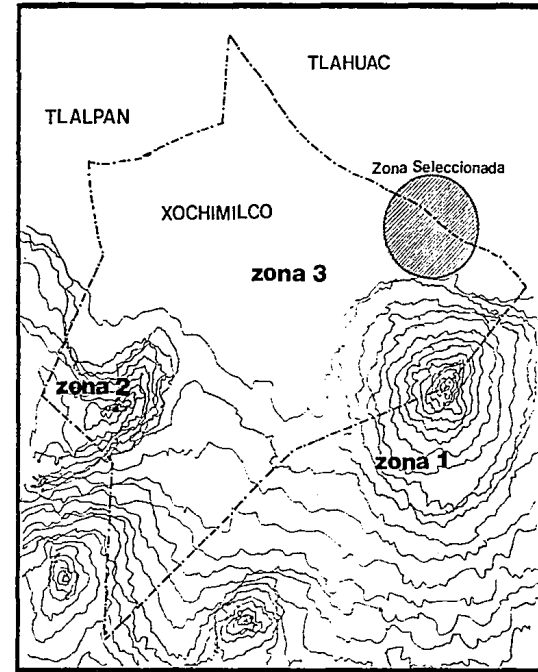 TLAHUAC
TLALPAN
Zona Seleccionada
XOCHIMILCO
zona 3
zona 2
zona 1